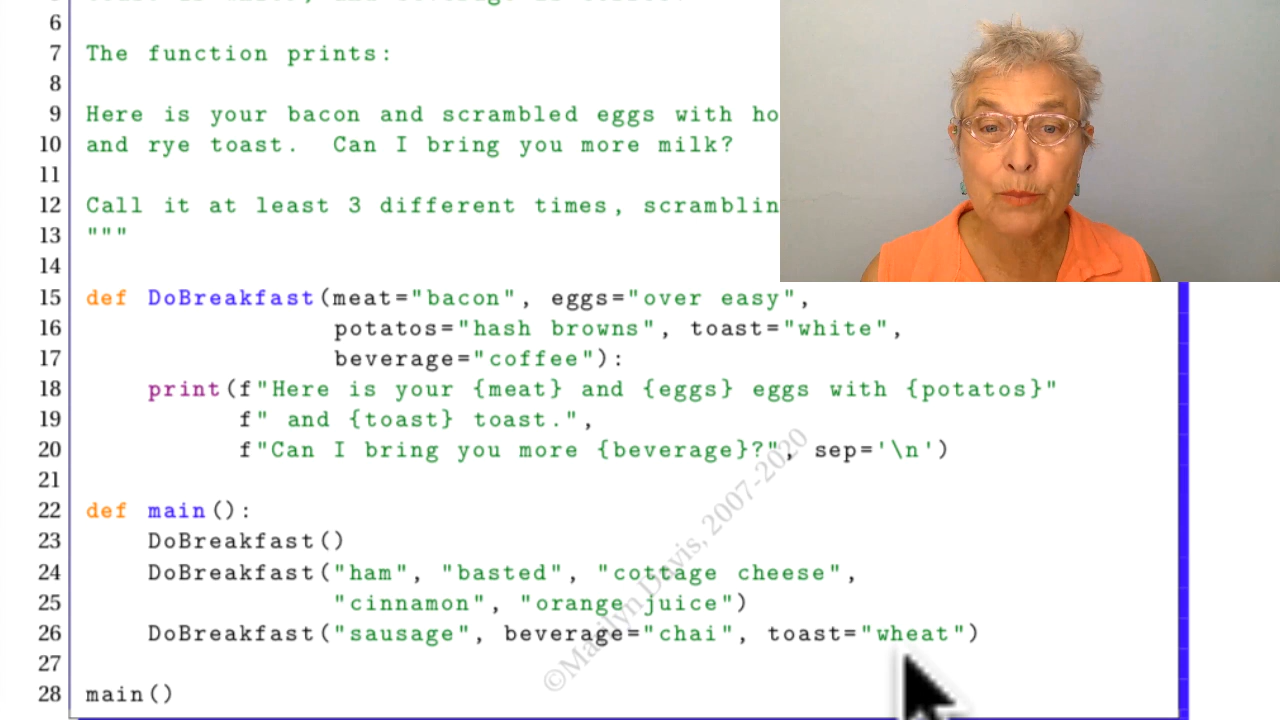 6
7 The function prints:
8
9 Here is your bacon and scrambled eggs with ho
10 and rye toast.  Can I bring you more milk?
11
12 Call it at least 3 different times, scramblin
13 """
14
15 def DoBreakfast(meat="bacon", eggs="over easy",
16                 potatos="hash browns", toast="white",
17                 beverage="coffee"):
18     print(f"Here is your {meat} and {eggs} eggs with {potatos}"
19           f" and {toast} toast.",
20           f"Can I bring you more {beverage}?", sep='\n')
21
22 def main():
23     DoBreakfast()
24     DoBreakfast("ham", "basted", "cottage cheese",
25                 "cinnamon", "orange juice")
26     DoBreakfast("sausage", beverage="chai", toast="wheat")
27
28 main()
©Marilyn Davis, 2007-2020